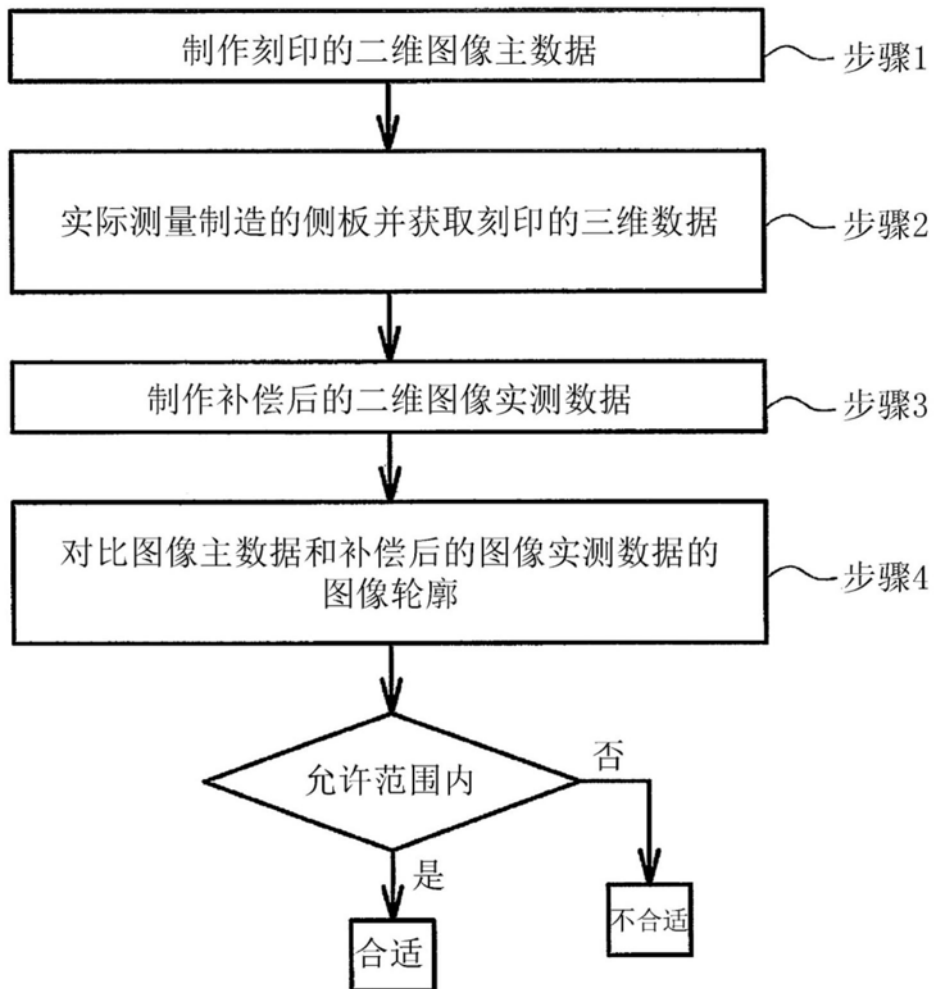 制作刻印的二维图像主数据
步骤1
实际测量制造的侧板并获取刻印的三维数据
步骤2
制作补偿后的二维图像实测数据
步骤3
对比图像主数据和补偿后的图像实测数据的
图像轮廓
步骤4
允许范围内
否
是
不合适
合适